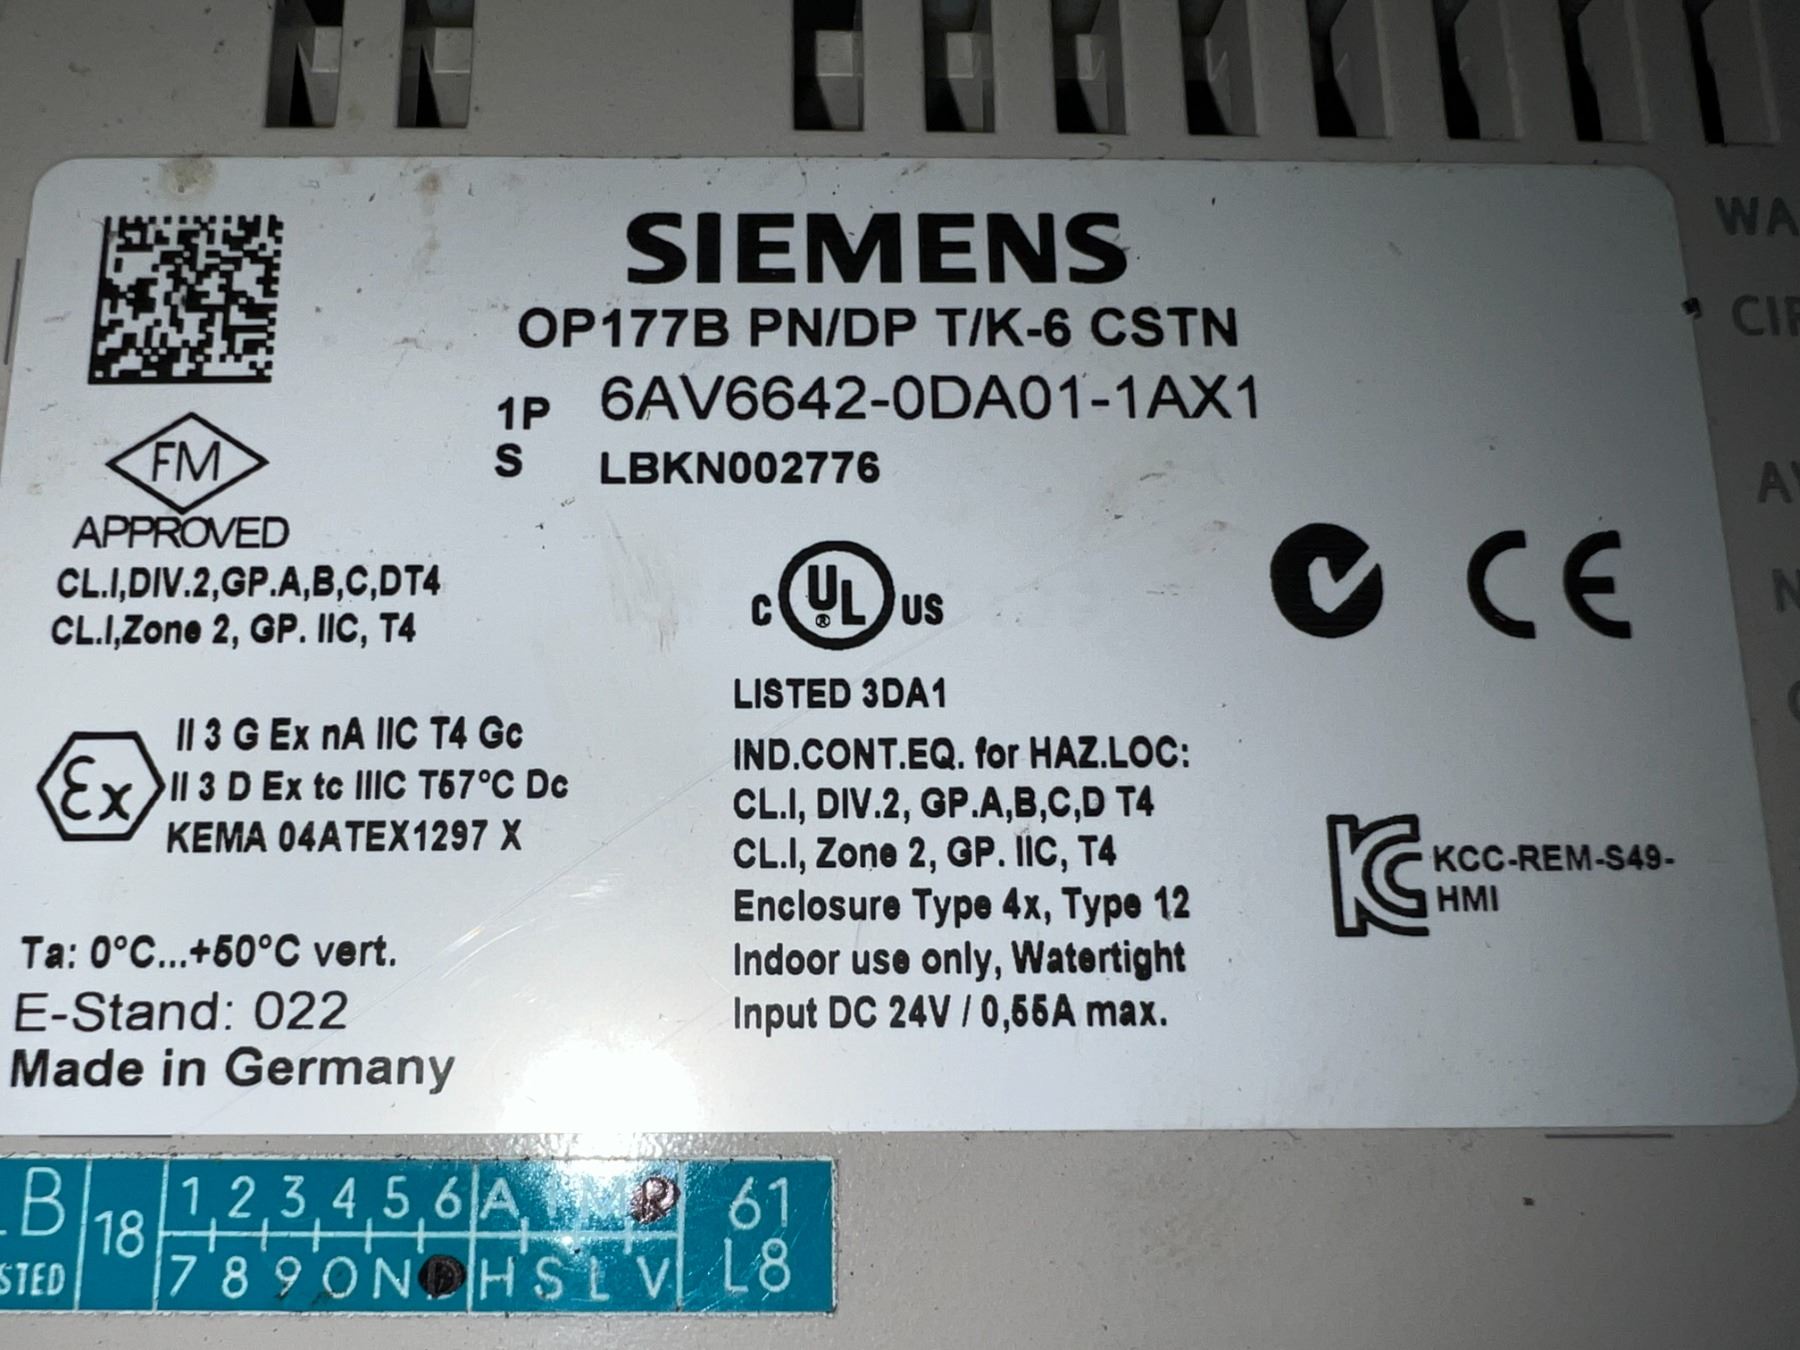 SIEMENS
OP177B PN/DP T/K-6 CSTN
1P 6AV6642-0DA01-1AX1
S LBKN002776
FM
APPROVED
CL.I,DIV.2,GP.A,B,C,DT4
CL.I,Zone 2, GP. IIC, T4
Ex
II 3 G Ex nA IIC T4 Gc
II 3 D Ex tc IIIC T57°C Dc
KEMA 04ATEX1297 X
Ta: 0°C...+50°C vert.
E-Stand: 022
Made in Germany
C UL® US
LISTED 3DA1
IND.CONT.EQ. for HAZ.LOC:
CL.I, DIV.2, GP.A,B,C,D T4
CL.I, Zone 2, GP. IIC, T4
Enclosure Type 4x, Type 12
Indoor use only, Watertight
Input DC 24V / 0,55A max.
CE
KC KCC-REM-S49-
HMI
WA
CIR
B 18 1 2 3 4 5 6 A M R 61
STED 7 8 9 O N D H S L V L8